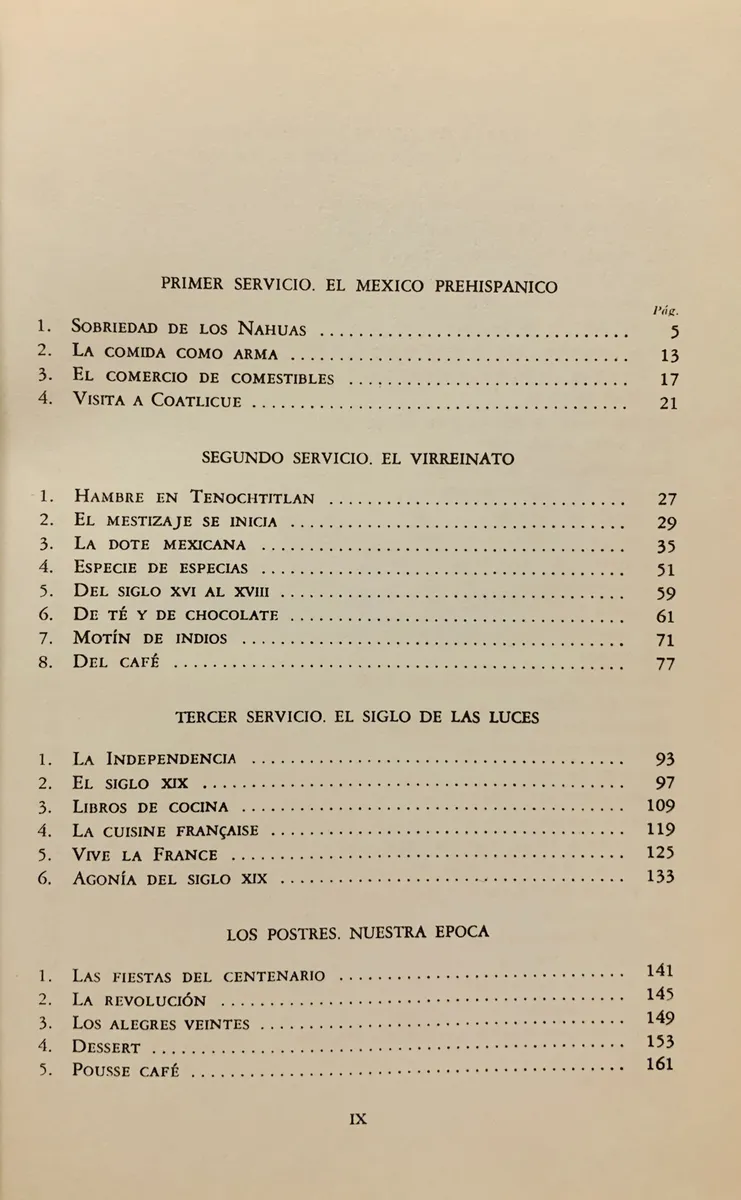 PRIMER SERVICIO. EL MEXICO PREHISPANICO
Pág.
1. SOBRIEDAD DE LOS NAHUAS ................................ 5
2. LA COMIDA COMO ARMA ................................... 13
3. EL COMERCIO DE COMESTIBLES ............................. 17
4. VISITA A COATLICUE ....................................... 21
SEGUNDO SERVICIO. EL VIRREINATO
1. HAMBRE EN TENOCHTITLAN ............................... 27
2. EL MESTIZAJE SE INICIA ................................... 29
3. LA DOTE MEXICANA ...................................... 35
4. ESPECIE DE ESPECIAS ...................................... 51
5. DEL SIGLO XVI AL XVIII .................................... 59
6. DE TÉ Y DE CHOCOLATE ................................... 61
7. MOTÍN DE INDIOS ........................................ 71
8. DEL CAFÉ ............................................... 77
TERCER SERVICIO. EL SIGLO DE LAS LUCES
1. LA INDEPENDENCIA ....................................... 93
2. EL SIGLO XIX ............................................ 97
3. LIBROS DE COCINA ........................................ 109
4. LA CUISINE FRANÇAISE ..................................... 119
5. VIVE LA FRANCE ......................................... 125
6. AGONÍA DEL SIGLO XIX .................................... 133
LOS POSTRES. NUESTRA EPOCA
1. LAS FIESTAS DEL CENTENARIO .............................. 141
2. LA REVOLUCIÓN .......................................... 145
3. LOS ALEGRES VEINTES ...................................... 149
4. DESSERT ................................................. 153
5. POUSSE CAFÉ ............................................. 161
IX